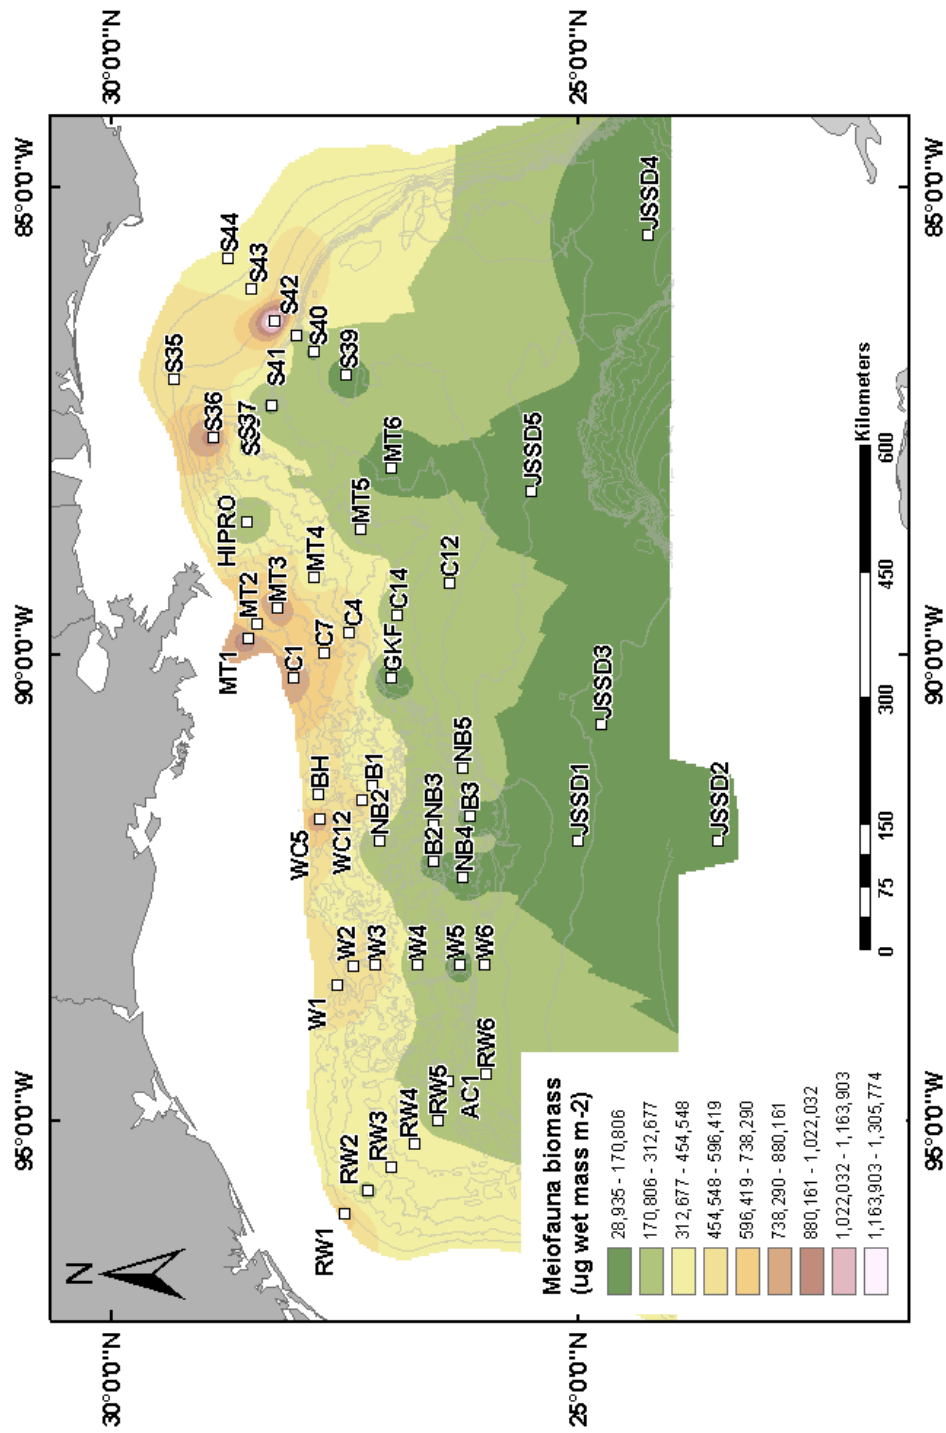 95°0'0"W
90°0'0"W
85°0'0"W
30°0'0"N
30°0'0"N
N
S44
S35
S43
S36
S42
S41
S40
S37
S39
HIPRO
MT2
MT1
MT3
MT4
MT6
MT5
C1
C7
C4
C14
C12
GKF
BH
WC5
WC12
B1
NB2
NB3
NB5
B2
B3
NB4
W1
W2
W3
W4
W5
W6
RW1
RW2
RW3
RW4
RW5
AC1
RW6
JSSD4
JSSD5
JSSD3
JSSD1
JSSD2
25°0'0"N
25°0'0"N
Meiofauna biomass
(ug wet mass m-2)
28,935 - 170,806
170,806 - 312,677
312,677 - 454,548
454,548 - 596,419
596,419 - 738,290
738,290 - 880,161
880,161 - 1,022,032
1,022,032 - 1,163,903
1,163,903 - 1,305,774
Kilometers
0 75 150 300 450 600
95°0'0"W
90°0'0"W
85°0'0"W